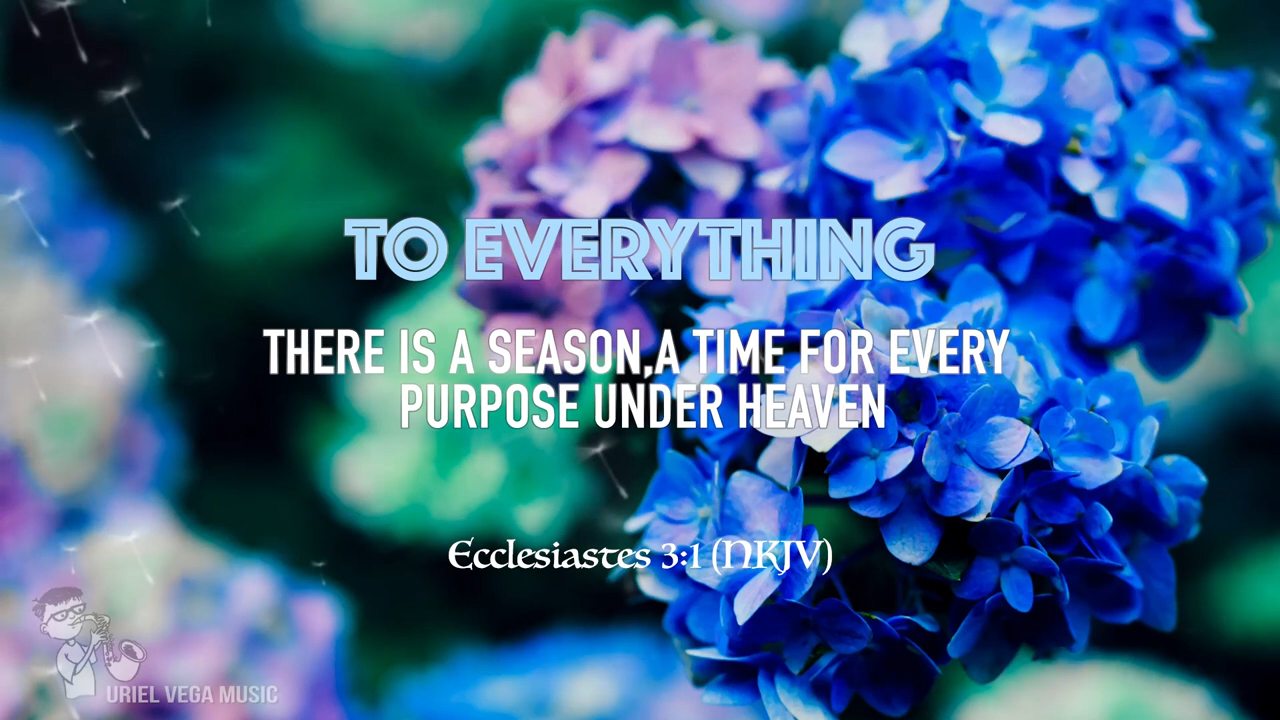 TO EVERYTHING
THERE IS A SEASON,A TIME FOR EVERY
PURPOSE UNDER HEAVEN
Ecclesiastes 3:1 (NKJV)
URIEL VEGA MUSIC